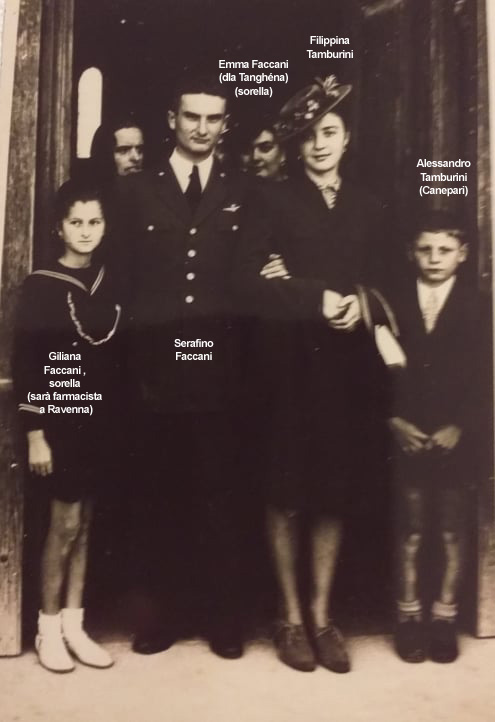 Filippina
Tamburini
Emma Faccani
(dla Tanghéna)
(sorella)
Alessandro
Tamburini
(Canepari)
Serafino
Faccani
Giliana
Faccani ,
sorella
(sarà farmacista
a Ravenna)